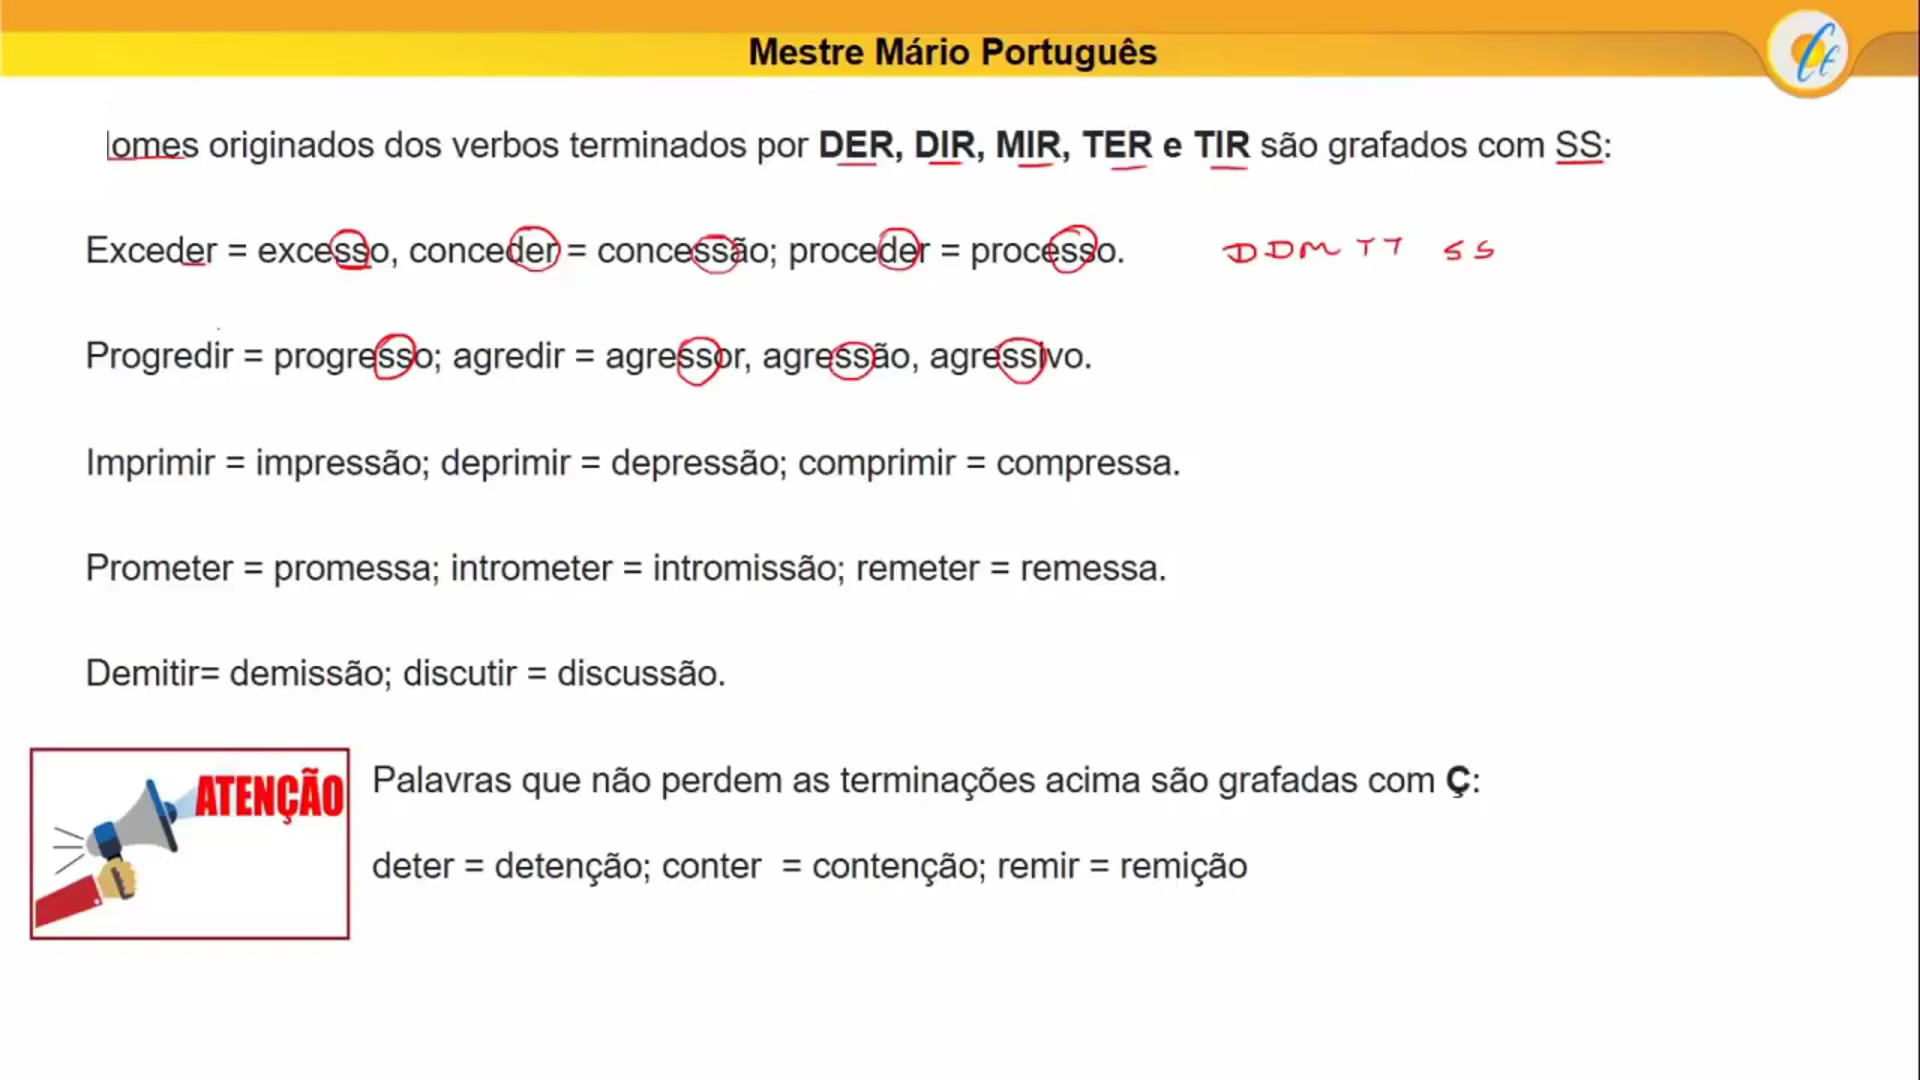 Mestre Mário Português
lomes originados dos verbos terminados por DER, DIR, MIR, TER e TIR são grafados com SS:
Exceder = excesso, conceder = concessão; proceder = processo. DDMTT SS
Progredir = progresso; agredir = agressor, agressão, agressivo.
Imprimir = impressão; deprimir = depressão; comprimir = compressa.
Prometer = promessa; intrometer = intromissão; remeter = remessa.
Demitir= demissão; discutir = discussão.
ATENÇÃO
Palavras que não perdem as terminações acima são grafadas com Ç:
deter = detenção; conter = contenção; remir = remição